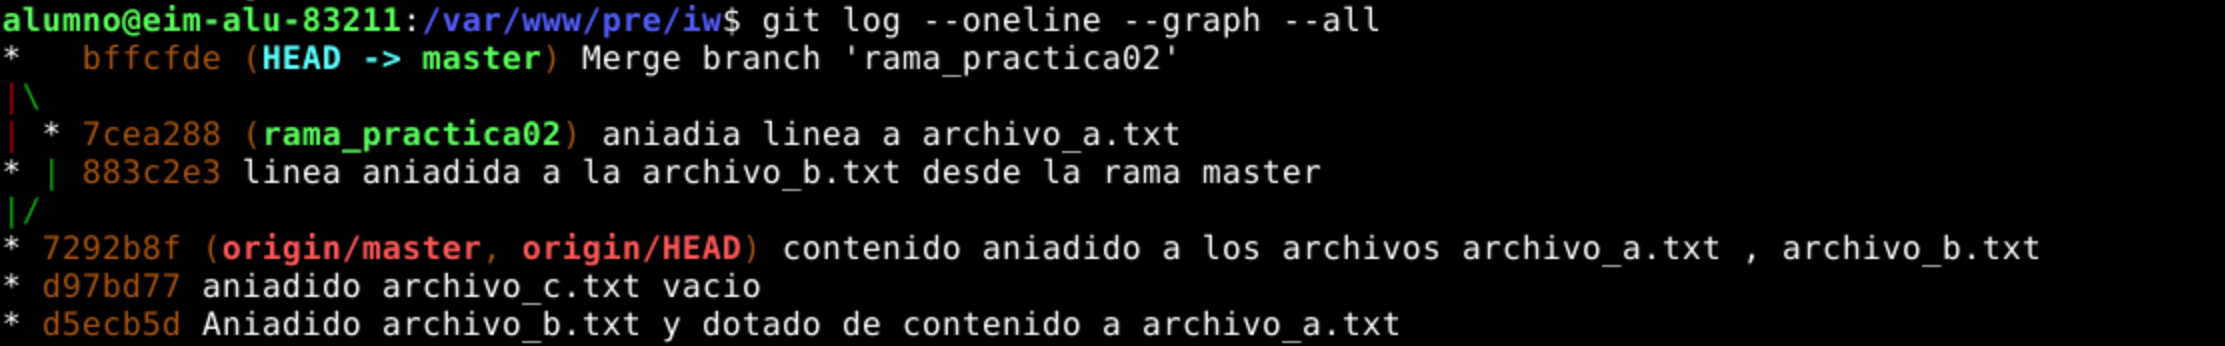 alumno@eim-alu-83211:/var/www/pre/iw$ git log --oneline --graph --all
*   bffcfde (HEAD -> master) Merge branch 'rama_practica02'
|\
| * 7cea288 (rama_practica02) aniadia linea a archivo_a.txt
* | 883c2e3 linea aniadida a la archivo_b.txt desde la rama master
|/
* 7292b8f (origin/master, origin/HEAD) contenido aniadido a los archivos archivo_a.txt , archivo_b.txt
* d97bd77 aniadido archivo_c.txt vacio
* d5ecb5d Aniadido archivo_b.txt y dotado de contenido a archivo_a.txt